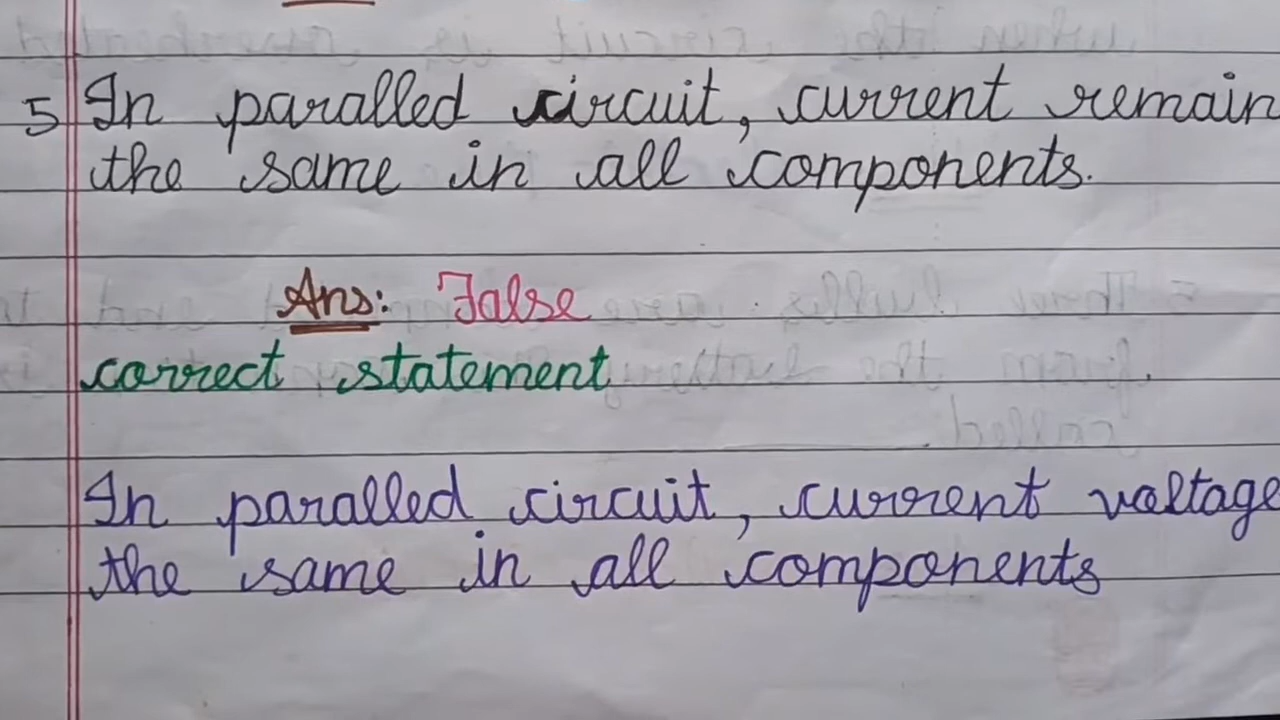 5 In paralled circuit, current remain
the same in all components.
Ans: False
correct statement
In paralled circuit, current voltage
the same in all components